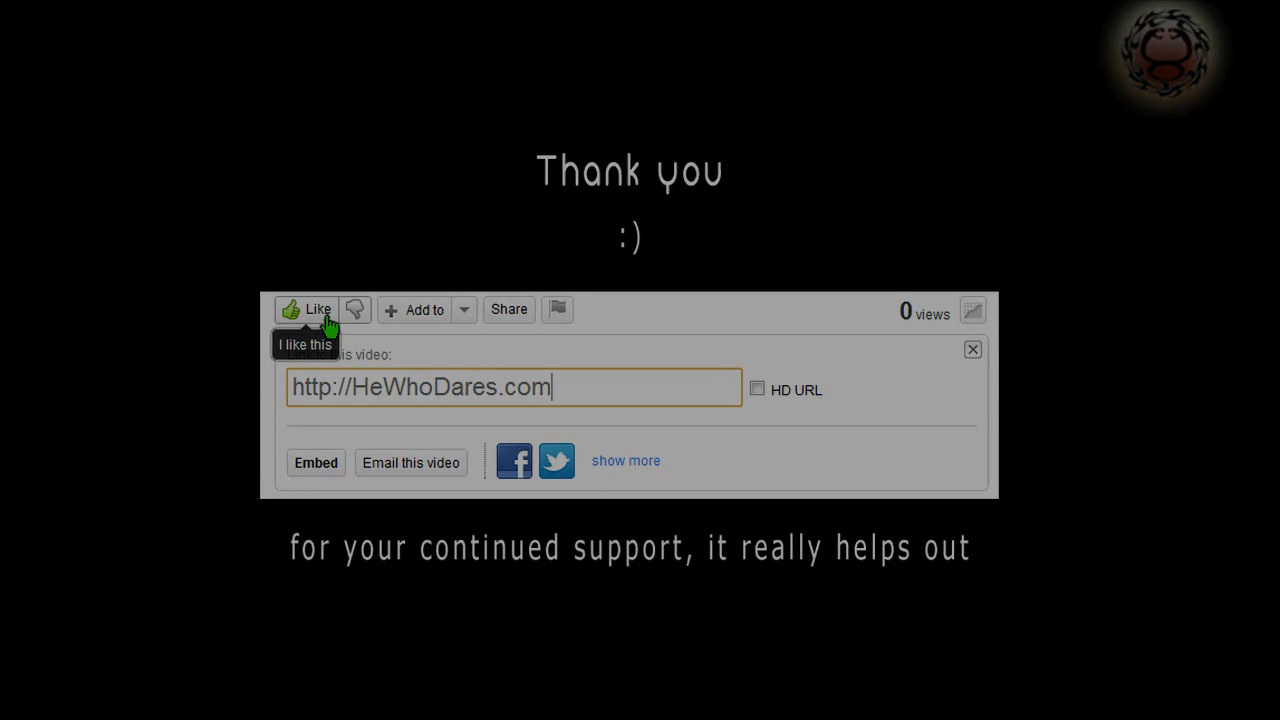 Thank you
:)
Like
Add to
Share
0 views
I like this
this video:
http://HeWhoDares.com
HD URL
Embed
Email this video
show more
for your continued support, it really helps out